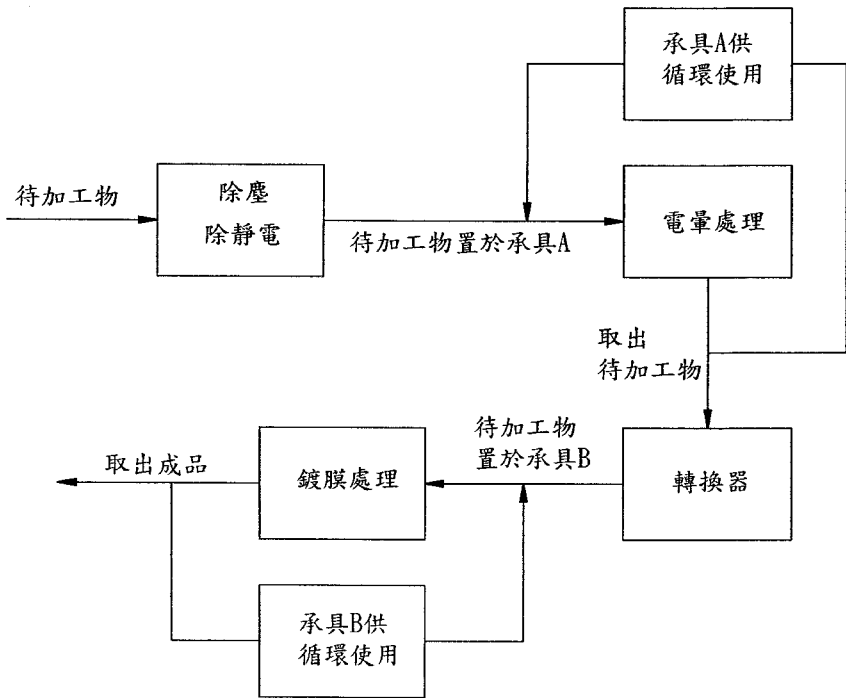 承具A供
循環使用
待加工物
除塵
除靜電
待加工物置於承具A
電暈處理
取出
待加工物
轉換器
待加工物
置於承具B
鍍膜處理
取出成品
承具B供
循環使用